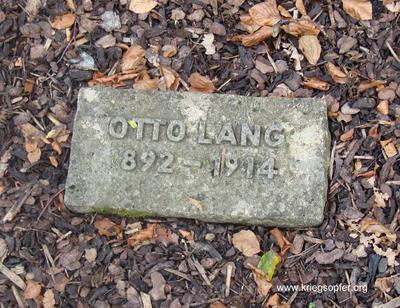 OTTO LANG
1892 - 1914
www.kriegsopfer.org